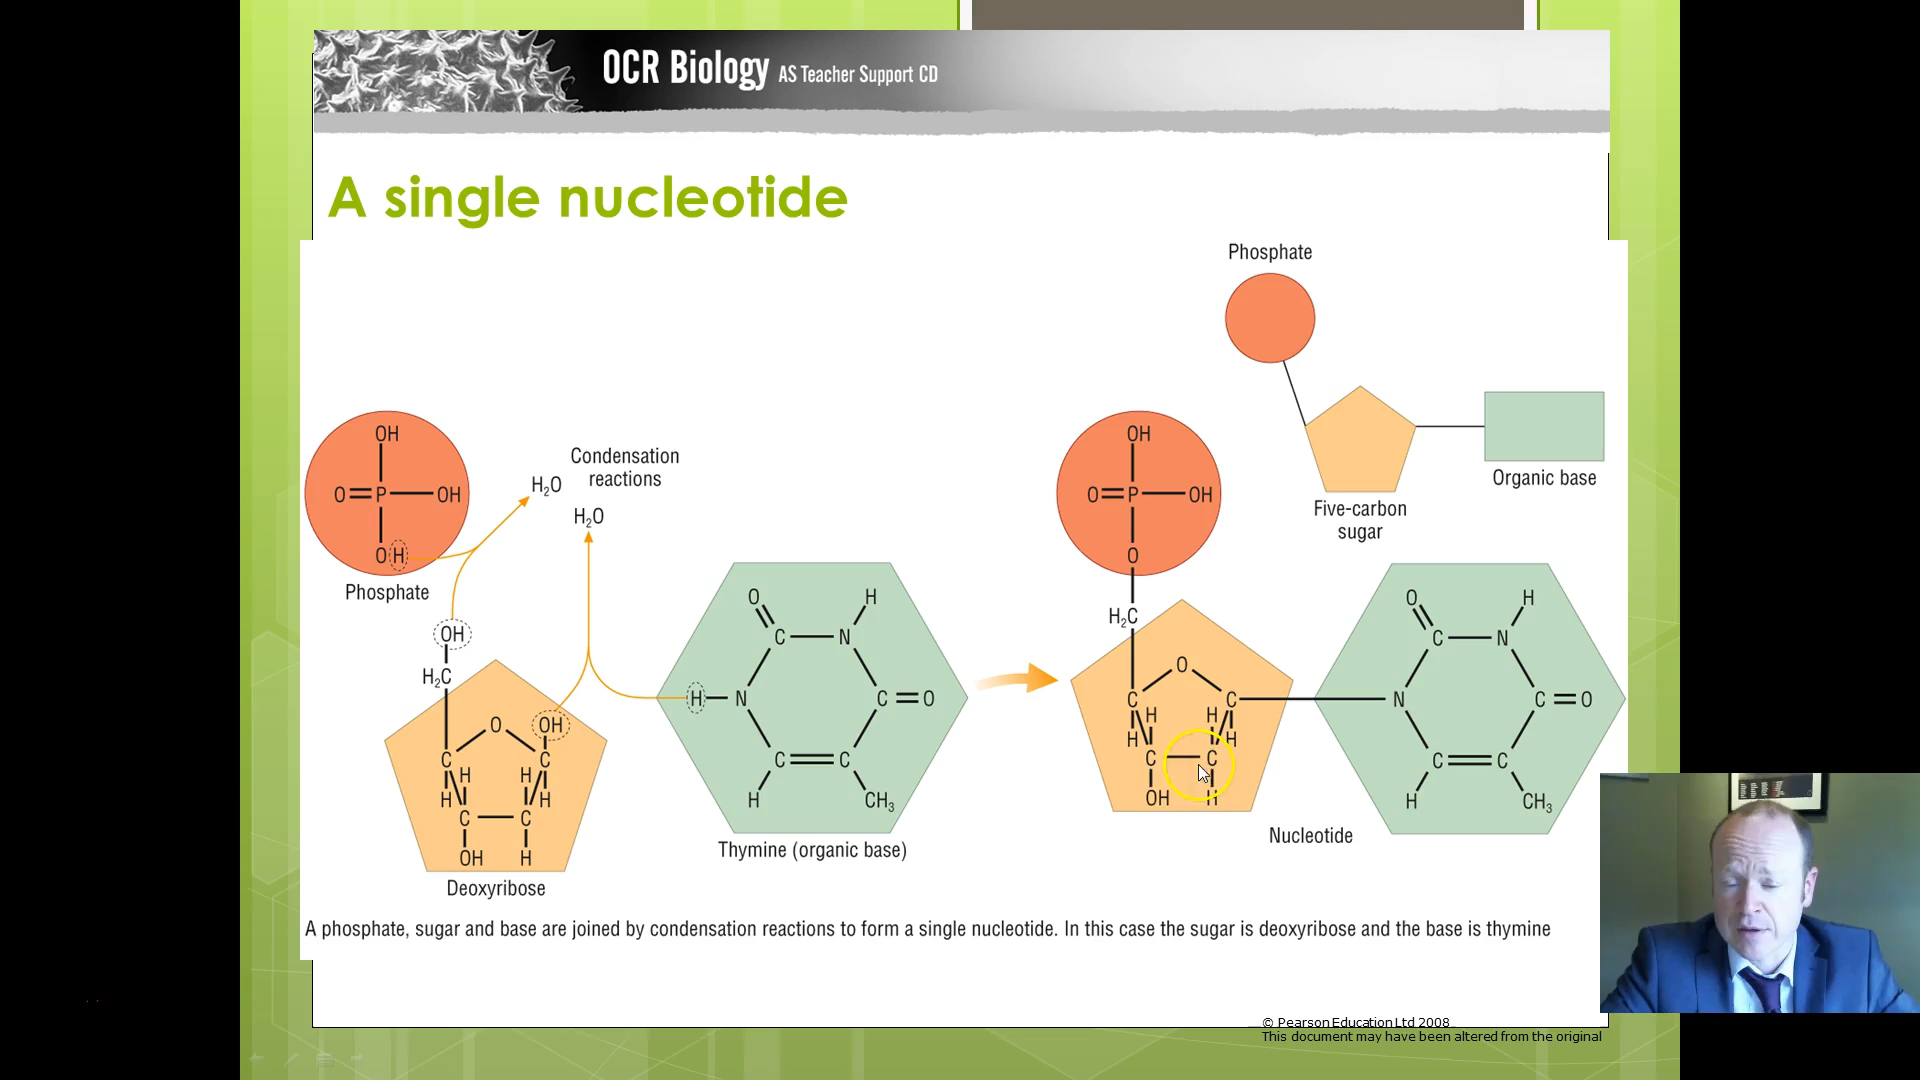 OCR Biology AS Teacher Support CD
A single nucleotide
Phosphate
Five-carbon
sugar
Organic base
OH
O P OH
OH
Phosphate
Condensation
reactions
H₂O
H₂O
OH
H₂C
O OH
C C
H H
H H
C C
OH H
Deoxyribose
O H
C N
H N C O
C C
H CH₃
Thymine (organic base)
OH
O P OH
O
H₂C
O
C C
H H
H H
C C
OH H
O H
C N
N C O
C C
H CH₃
Nucleotide
A phosphate, sugar and base are joined by condensation reactions to form a single nucleotide. In this case the sugar is deoxyribose and the base is thymine
© Pearson Education Ltd 2008
This document may have been altered from the original